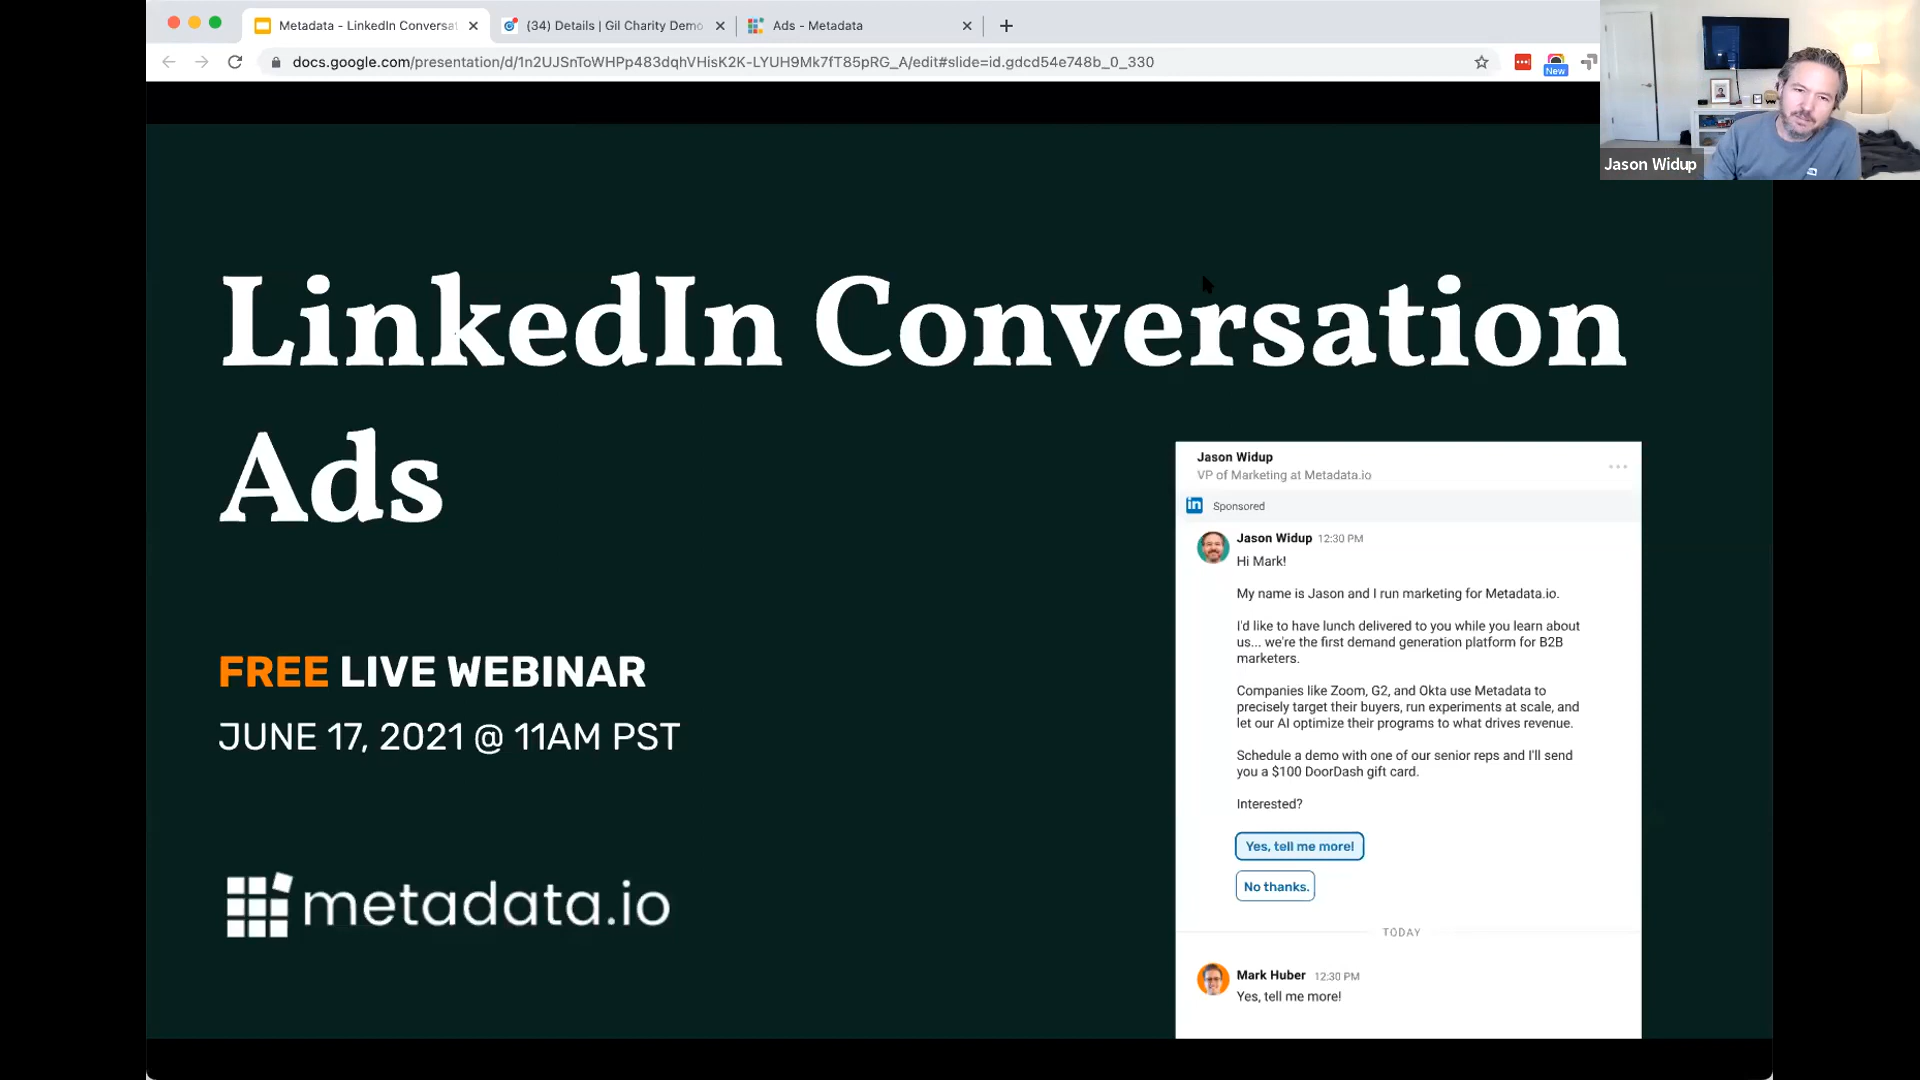 Metadata - LinkedIn Conversat
(34) Details | Gil Charity Demo
Ads - Metadata
docs.google.com/presentation/d/1n2UJSnToWHPp483dqhVHisK2K-LYUH9Mk7fT85pRG_A/edit#slide=id.gdcd54e748b_0_330
New
Jason Widup
LinkedIn Conversation
Ads
FREE LIVE WEBINAR
JUNE 17, 2021 @ 11AM PST
metadata.io
Jason Widup
VP of Marketing at Metadata.io
in Sponsored
Jason Widup 12:30 PM
Hi Mark!
My name is Jason and I run marketing for Metadata.io.
I'd like to have lunch delivered to you while you learn about
us... we're the first demand generation platform for B2B
marketers.
Companies like Zoom, G2, and Okta use Metadata to
precisely target their buyers, run experiments at scale, and
let our AI optimize their programs to what drives revenue.
Schedule a demo with one of our senior reps and I'll send
you a $100 DoorDash gift card.
Interested?
Yes, tell me more!
No thanks.
TODAY
Mark Huber 12:30 PM
Yes, tell me more!